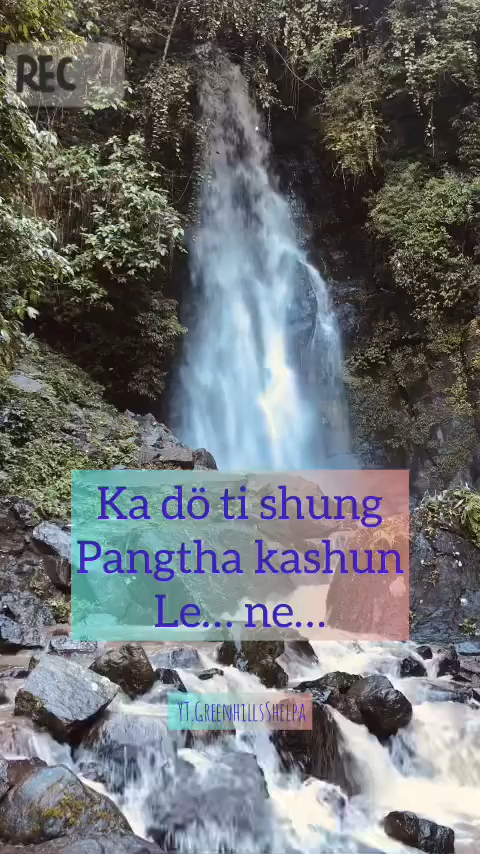 REC
Ka dö ti shung
Pangtha kashun
Le... ne...
YT.GreenhillsShelpa